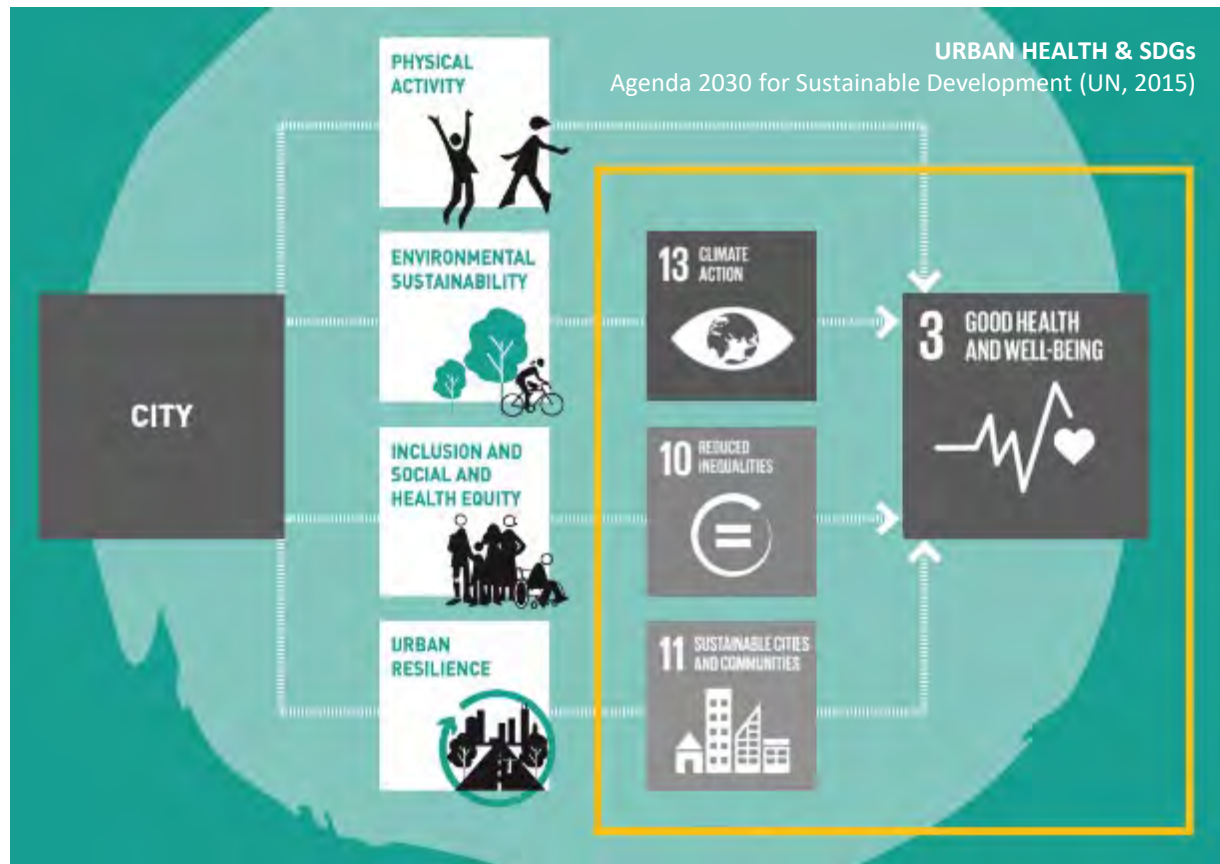 URBAN HEALTH & SDGs
Agenda 2030 for Sustainable Development (UN, 2015)
PHYSICAL
ACTIVITY
ENVIRONMENTAL
SUSTAINABILITY
13 CLIMATE
ACTION
CITY
3 GOOD HEALTH
AND WELL-BEING
INCLUSION AND
SOCIAL AND
HEALTH EQUITY
10 REDUCED
INEQUALITIES
URBAN
RESILIENCE
11 SUSTAINABLE CITIES
AND COMMUNITIES